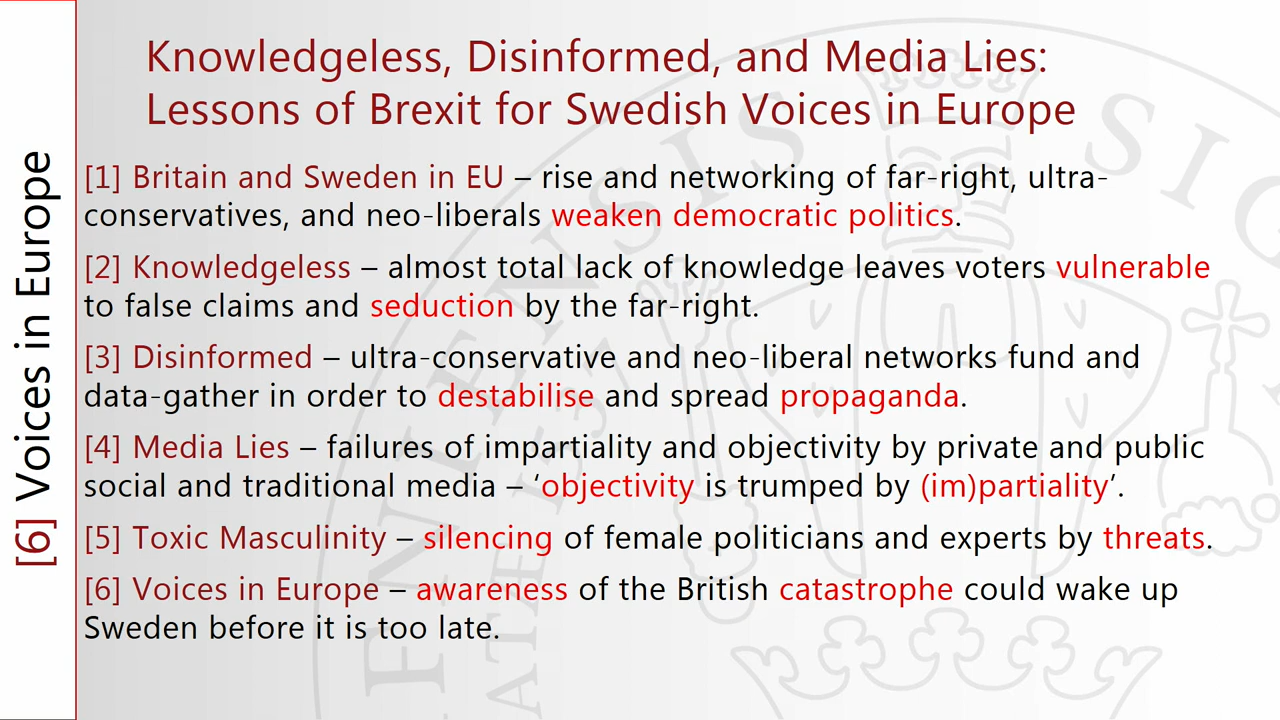 Knowledgeless, Disinformed, and Media Lies:
Lessons of Brexit for Swedish Voices in Europe
[6] Voices in Europe
[1] Britain and Sweden in EU – rise and networking of far-right, ultra-
conservatives, and neo-liberals weaken democratic politics.
[2] Knowledgeless – almost total lack of knowledge leaves voters vulnerable
to false claims and seduction by the far-right.
[3] Disinformed – ultra-conservative and neo-liberal networks fund and
data-gather in order to destabilise and spread propaganda.
[4] Media Lies – failures of impartiality and objectivity by private and public
social and traditional media – ‘objectivity is trumped by (im)partiality’.
[5] Toxic Masculinity – silencing of female politicians and experts by threats.
[6] Voices in Europe – awareness of the British catastrophe could wake up
Sweden before it is too late.